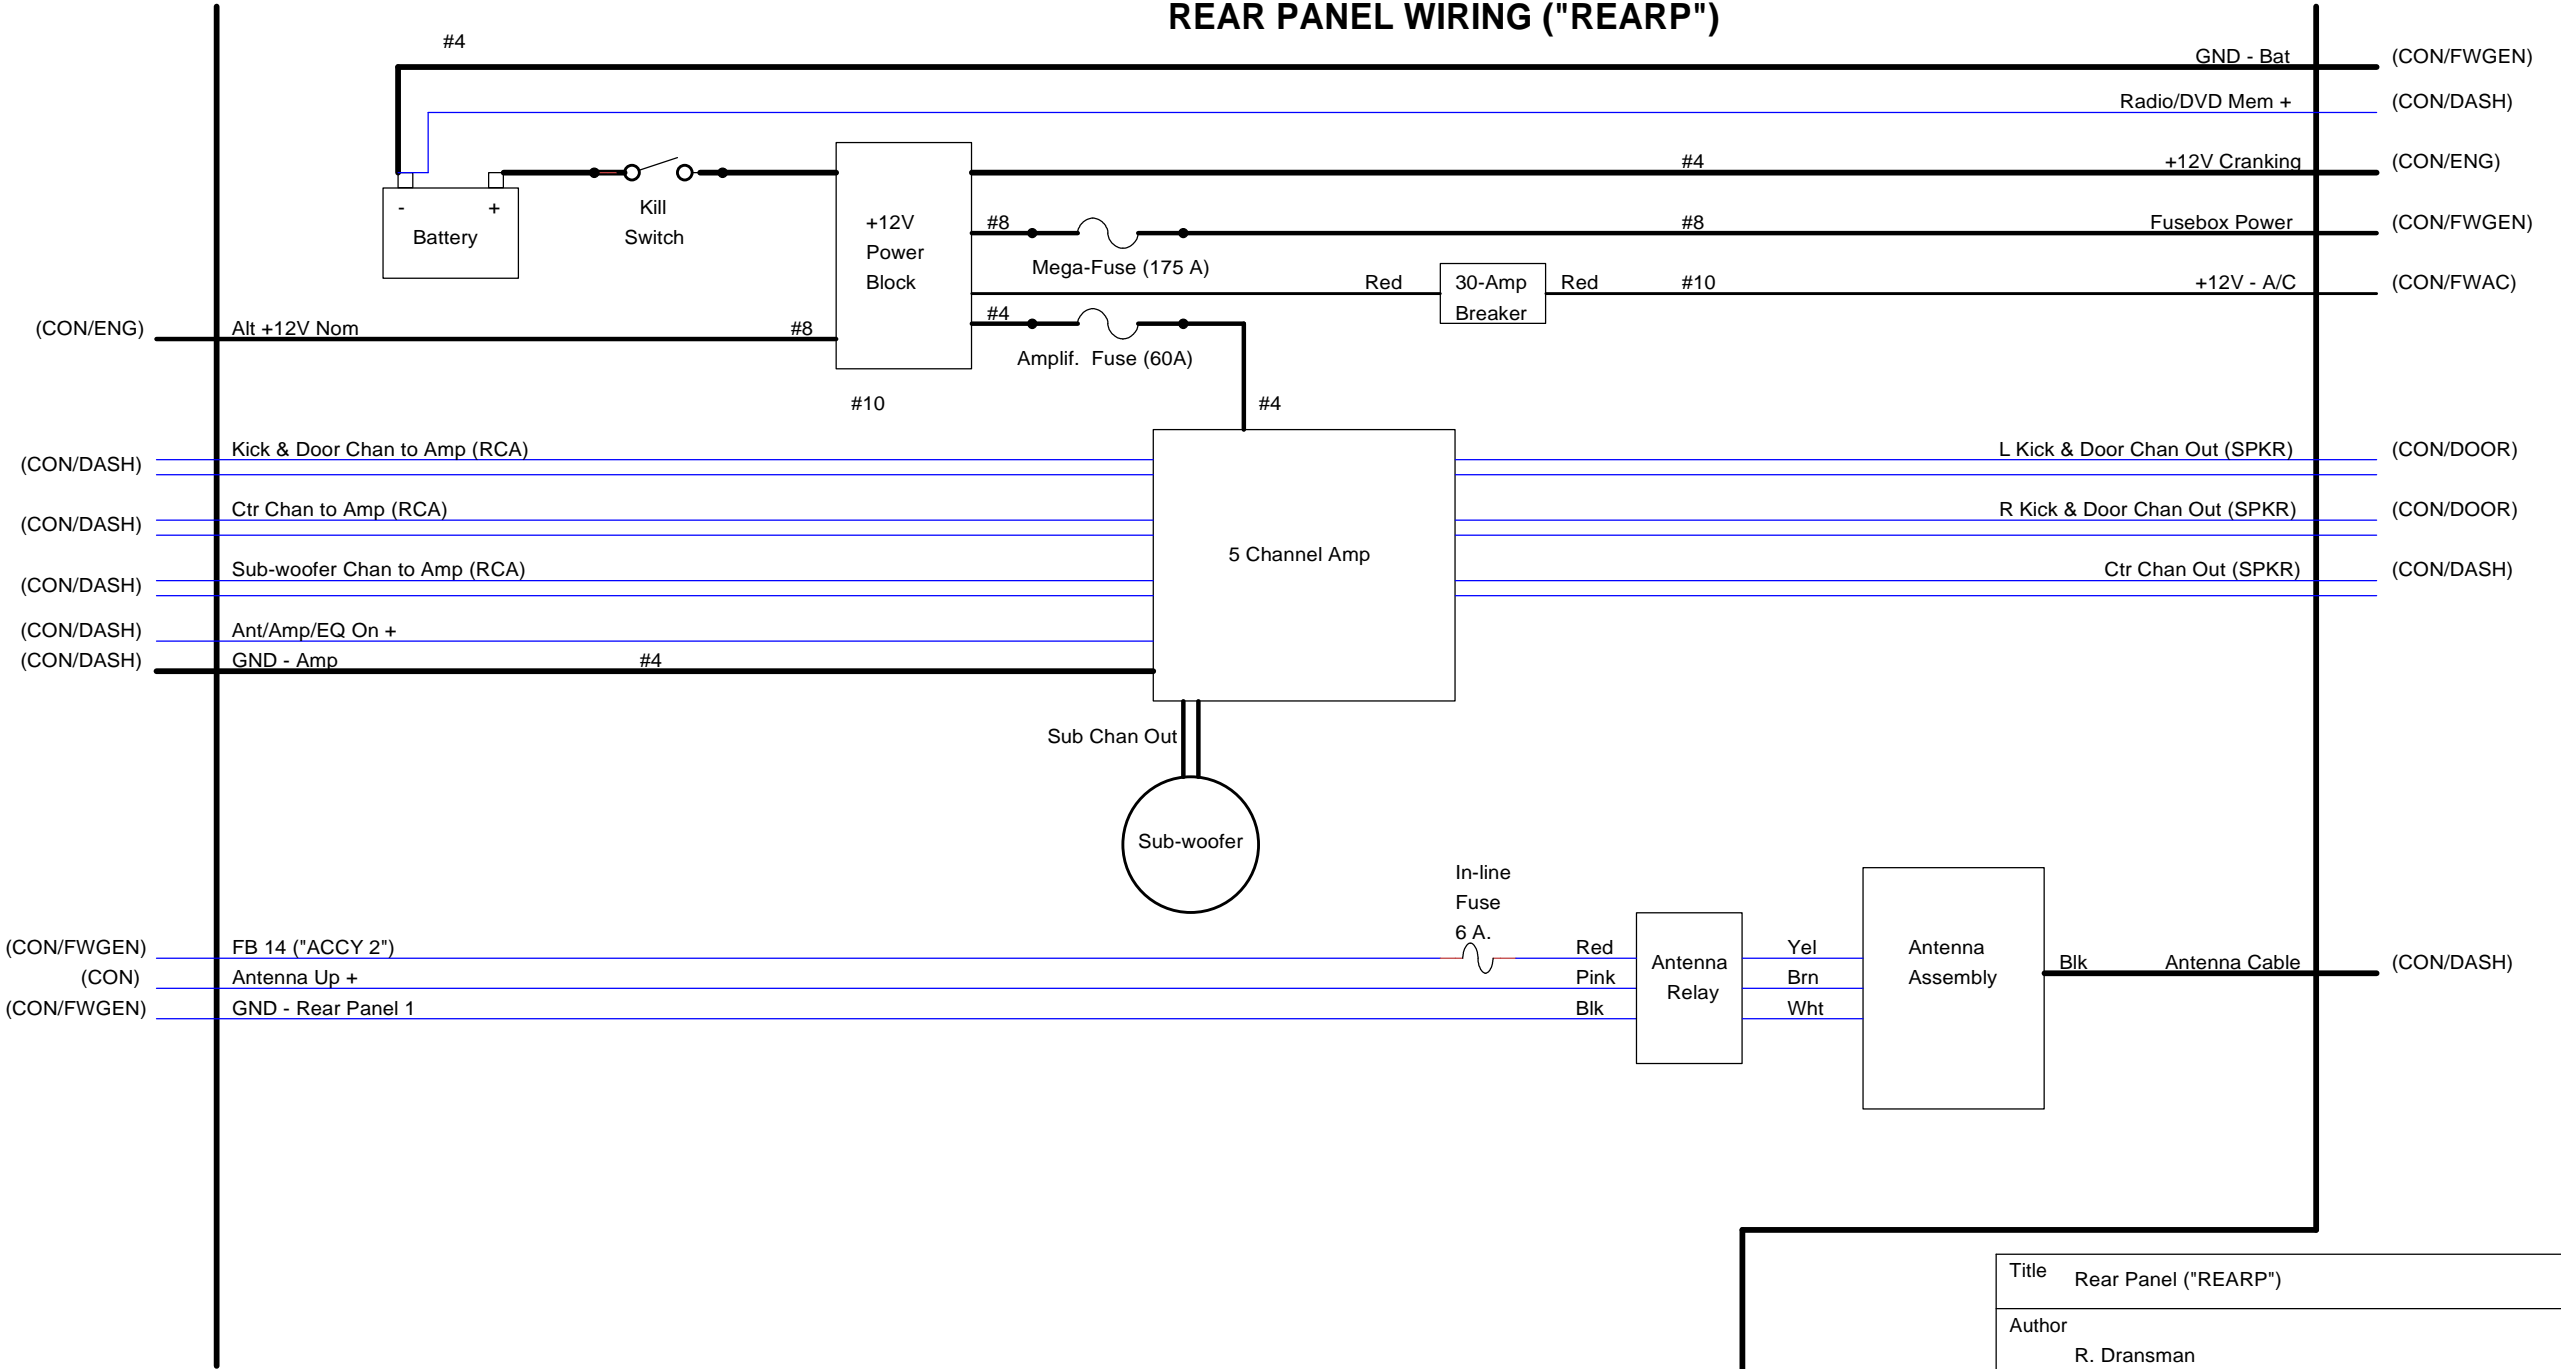 REAR PANEL WIRING ("REARP")
#4
GND - Bat
(CON/FWGEN)
Radio/DVD Mem +
(CON/DASH)
#4
+12V Cranking
(CON/ENG)
- +
Battery
Kill
Switch
+12V
Power
Block
#8
#8
Fusebox Power
(CON/FWGEN)
Mega-Fuse (175 A)
Red
30-Amp
Breaker
Red
#10
+12V - A/C
(CON/FWAC)
(CON/ENG)
Alt +12V Nom
#8
#4
Amplif. Fuse (60A)
#10
#4
(CON/DASH)
Kick & Door Chan to Amp (RCA)
L Kick & Door Chan Out (SPKR)
(CON/DOOR)
(CON/DASH)
Ctr Chan to Amp (RCA)
R Kick & Door Chan Out (SPKR)
(CON/DOOR)
5 Channel Amp
(CON/DASH)
Sub-woofer Chan to Amp (RCA)
Ctr Chan Out (SPKR)
(CON/DASH)
(CON/DASH)
Ant/Amp/EQ On +
(CON/DASH)
GND - Amp
#4
Sub Chan Out
Sub-woofer
In-line
Fuse
6 A.
(CON/FWGEN)
FB 14 ("ACCY 2")
Red
Yel
(CON)
Antenna Up +
Pink
Brn
(CON/FWGEN)
GND - Rear Panel 1
Blk
Wht
Antenna
Relay
Antenna
Assembly
Blk
Antenna Cable
(CON/DASH)
Title
Rear Panel ("REARP")
Author
R. Dransman